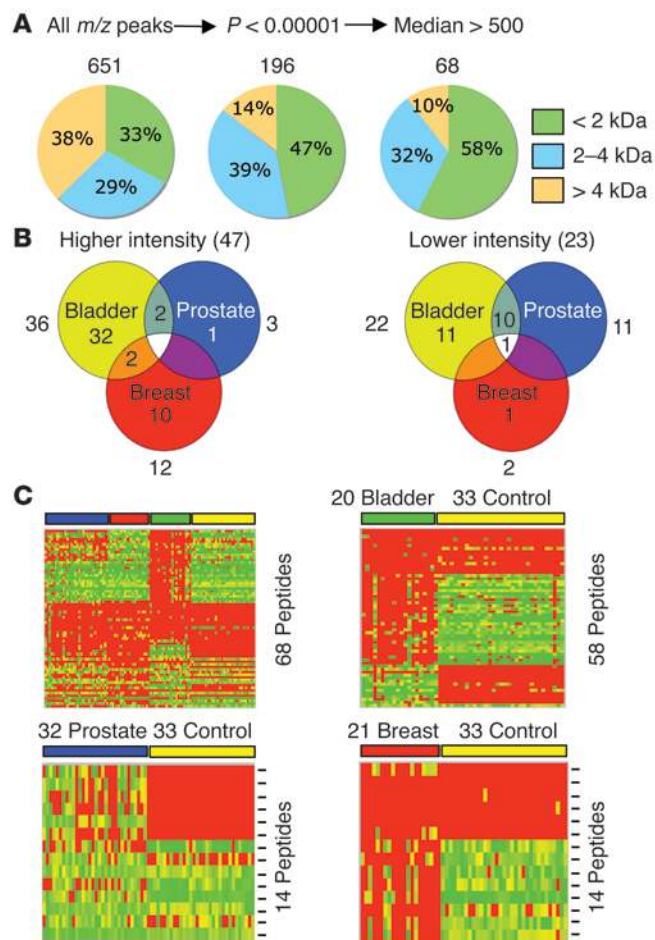 A All m/z peaks → P < 0.00001 → Median > 500
651 196 68
38% 33% 29%
14% 47% 39%
10% 58% 32%
< 2 kDa
2–4 kDa
> 4 kDa
B Higher intensity (47) Lower intensity (23)
36 Bladder 32 2 Prostate 1 3
2
Breast 10
12
22 Bladder 11 10 Prostate 11
1
Breast 1
2
C
68 Peptides
20 Bladder 33 Control
58 Peptides
32 Prostate 33 Control
14 Peptides
21 Breast 33 Control
14 Peptides